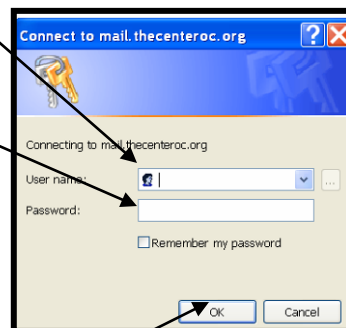 Connect to mail.thecenteroc.org
Connecting to mail.thecenteroc.org
User name:
...
Password:
Remember my password
OK
Cancel